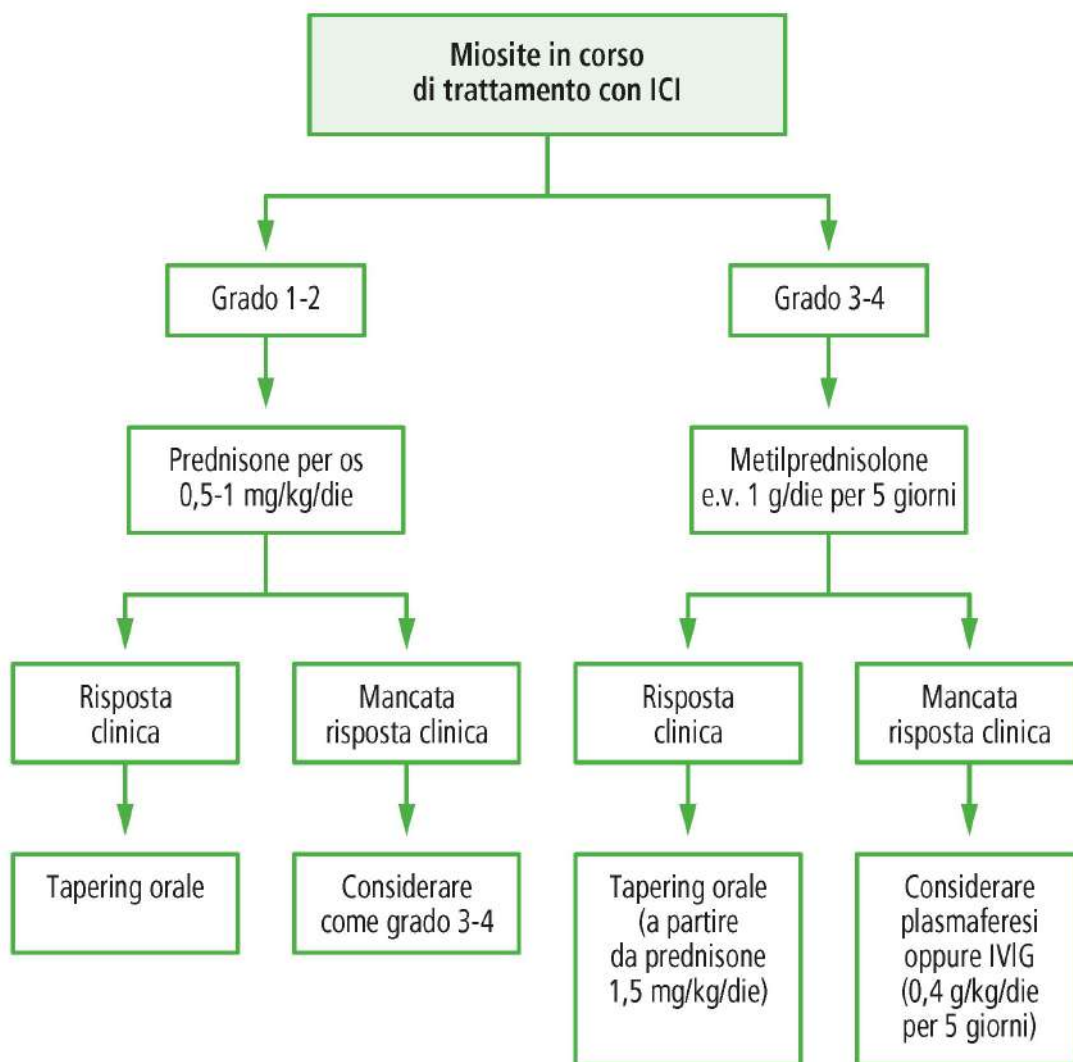 Miosite in corso
di trattamento con ICI
Grado 1-2
Grado 3-4
Prednisone per os
0,5-1 mg/kg/die
Metilprednisolone
e.v. 1 g/die per 5 giorni
Risposta
clinica
Mancata
risposta clinica
Risposta
clinica
Mancata
risposta clinica
Tapering orale
Considerare
come grado 3-4
Tapering orale
(a partire
da prednisone
1,5 mg/kg/die)
Considerare
plasmaferesi
oppure IVIG
(0,4 g/kg/die
per 5 giorni)